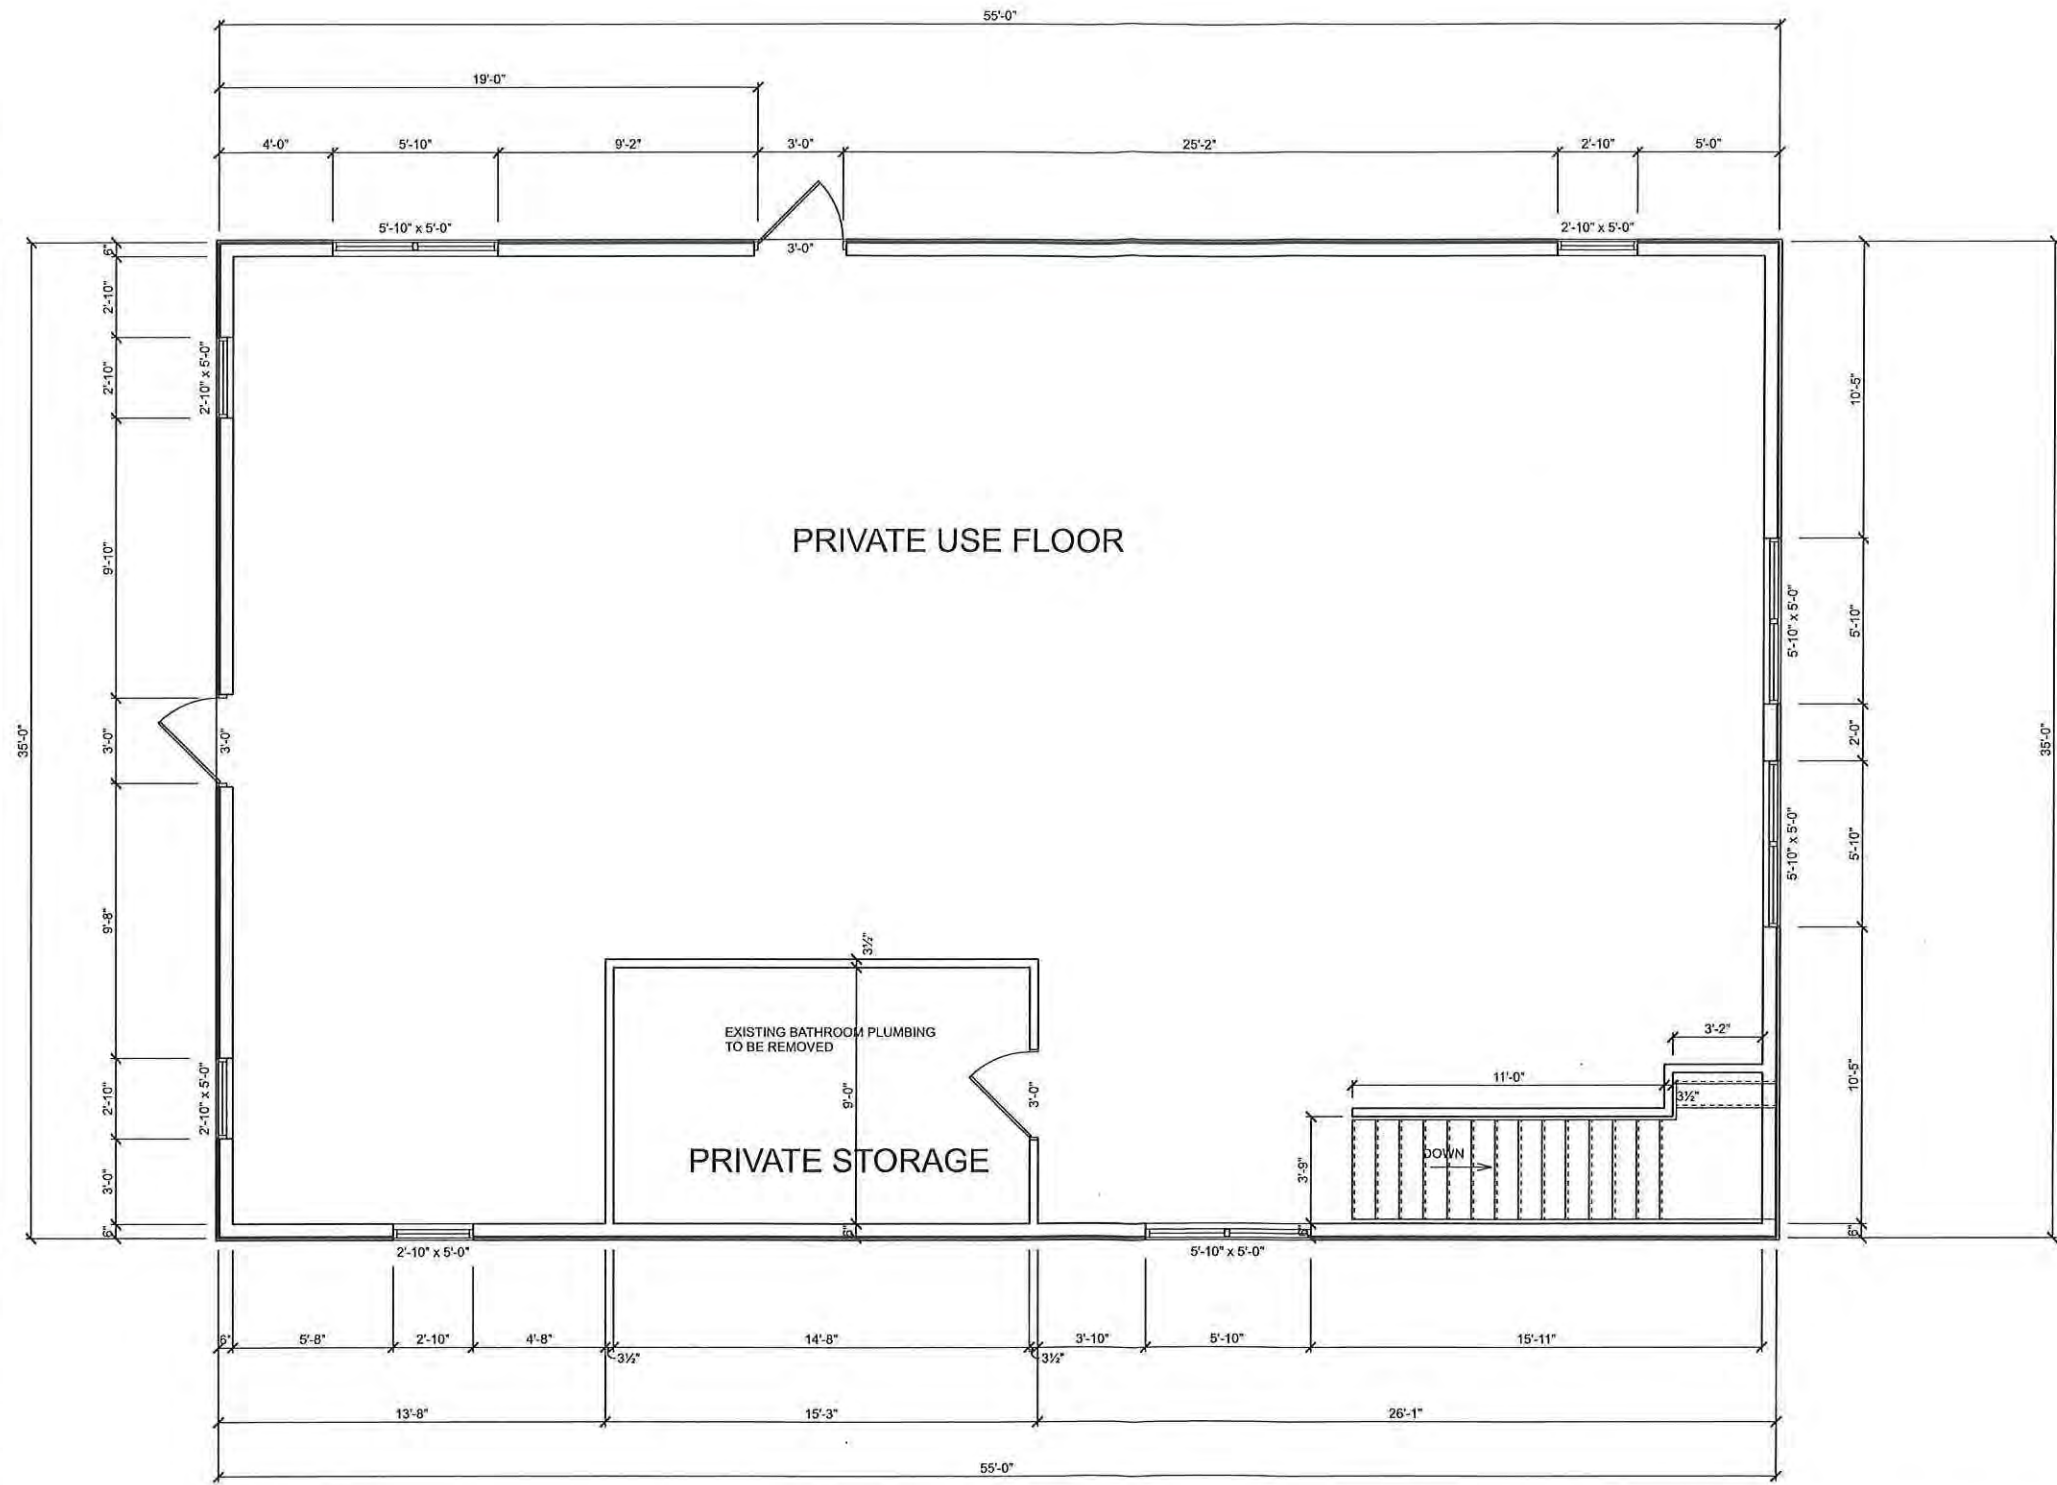 55'-0"
19'-0"
4'-0" 5'-10" 9'-2" 3'-0" 25'-2" 2'-10" 5'-0"
5'-10" x 5'-0" 3'-0" 2'-10" x 5'-0"
35'-0"
6"
2'-10"
2'-10"
9'-10"
3'-0"
9'-8"
2'-10"
3'-0"
6"
2'-10" x 5'-0"
3'-0"
2'-10" x 5'-0"
PRIVATE USE FLOOR
3½"
EXISTING BATHROOM PLUMBING
TO BE REMOVED
9'-0"
3'-0"
PRIVATE STORAGE
6"
3'-2"
11'-0"
3½"
DOWN
3'-9"
6"
5'-10" x 5'-0"
5'-10" x 5'-0"
10'-5"
5'-10"
2'-0"
5'-10"
10'-5"
6"
35'-0"
2'-10" x 5'-0" 5'-10" x 5'-0"
6" 5'-8" 2'-10" 4'-8" 14'-8" 3'-10" 5'-10" 15'-11"
3½" 3½"
13'-8" 15'-3" 26'-1"
55'-0"